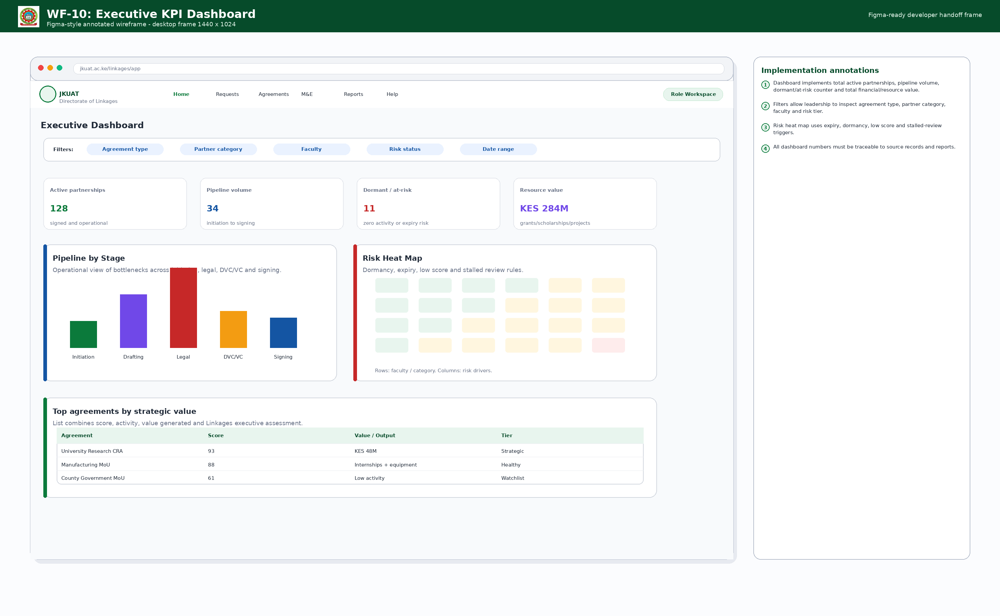 WF-10: Executive KPI Dashboard
Figma-style annotated wireframe - desktop frame 1440 x 1024
Figma-ready developer handoff frame
jkuat.ac.ke/linkages/app
JKUAT
Directorate of Linkages
Home
Requests
Agreements
M&E
Reports
Help
Role Workspace
Executive Dashboard
Filters:
Agreement type
Partner category
Faculty
Risk status
Date range
Active partnerships
128
signed and operational
Pipeline volume
34
initiation to signing
Dormant / at-risk
11
zero activity or expiry risk
Resource value
KES 284M
grants/scholarships/projects
Pipeline by Stage
Operational view of bottlenecks across , legal, DVC/VC and signing.
Initiation
Drafting
Legal
DVC/VC
Signing
Risk Heat Map
Dormancy, expiry, low score and stalled review rules.
Rows: faculty / category. Columns: risk drivers.
Top agreements by strategic value
List combines score, activity, value generated and Linkages executive assessment.
Agreement Score Value / Output Tier
University Research CRA 93 KES 48M Strategic
Manufacturing MoU 88 Internships + equipment Healthy
County Government MoU 61 Low activity Watchlist
Implementation annotations
1 Dashboard implements total active partnerships, pipeline volume,
dormant/at-risk counter and total financial/resource value.
2 Filters allow leadership to inspect agreement type, partner category,
faculty and risk tier.
3 Risk heat map uses expiry, dormancy, low score and stalled-review
triggers.
4 All dashboard numbers must be traceable to source records and reports.